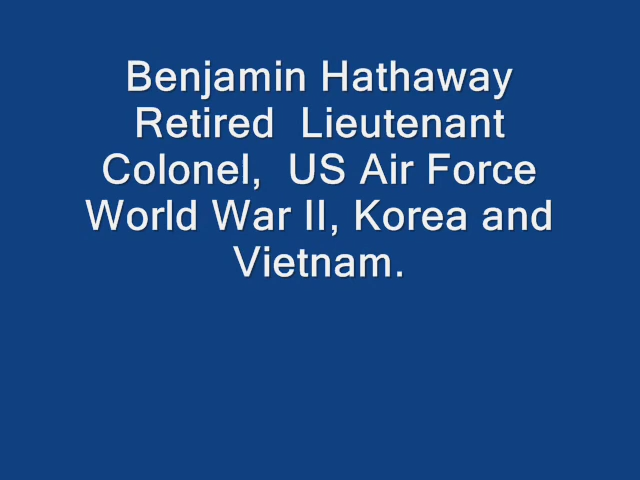 Benjamin Hathaway
Retired  Lieutenant
Colonel,  US Air Force
World War II, Korea and
Vietnam.